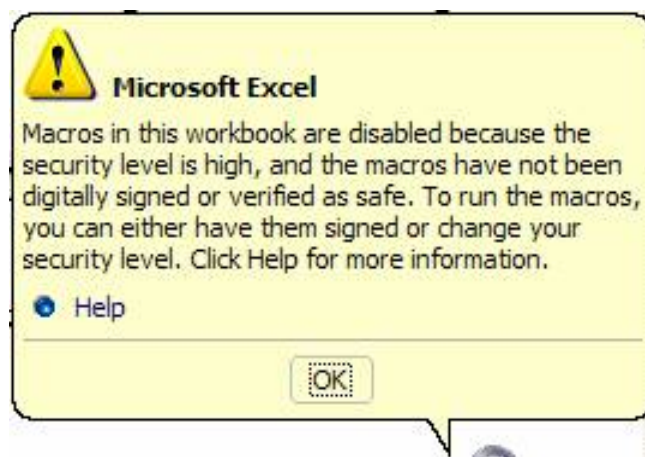 Microsoft Excel
Macros in this workbook are disabled because the
security level is high, and the macros have not been
digitally signed or verified as safe. To run the macros,
you can either have them signed or change your
security level. Click Help for more information.
Help
OK